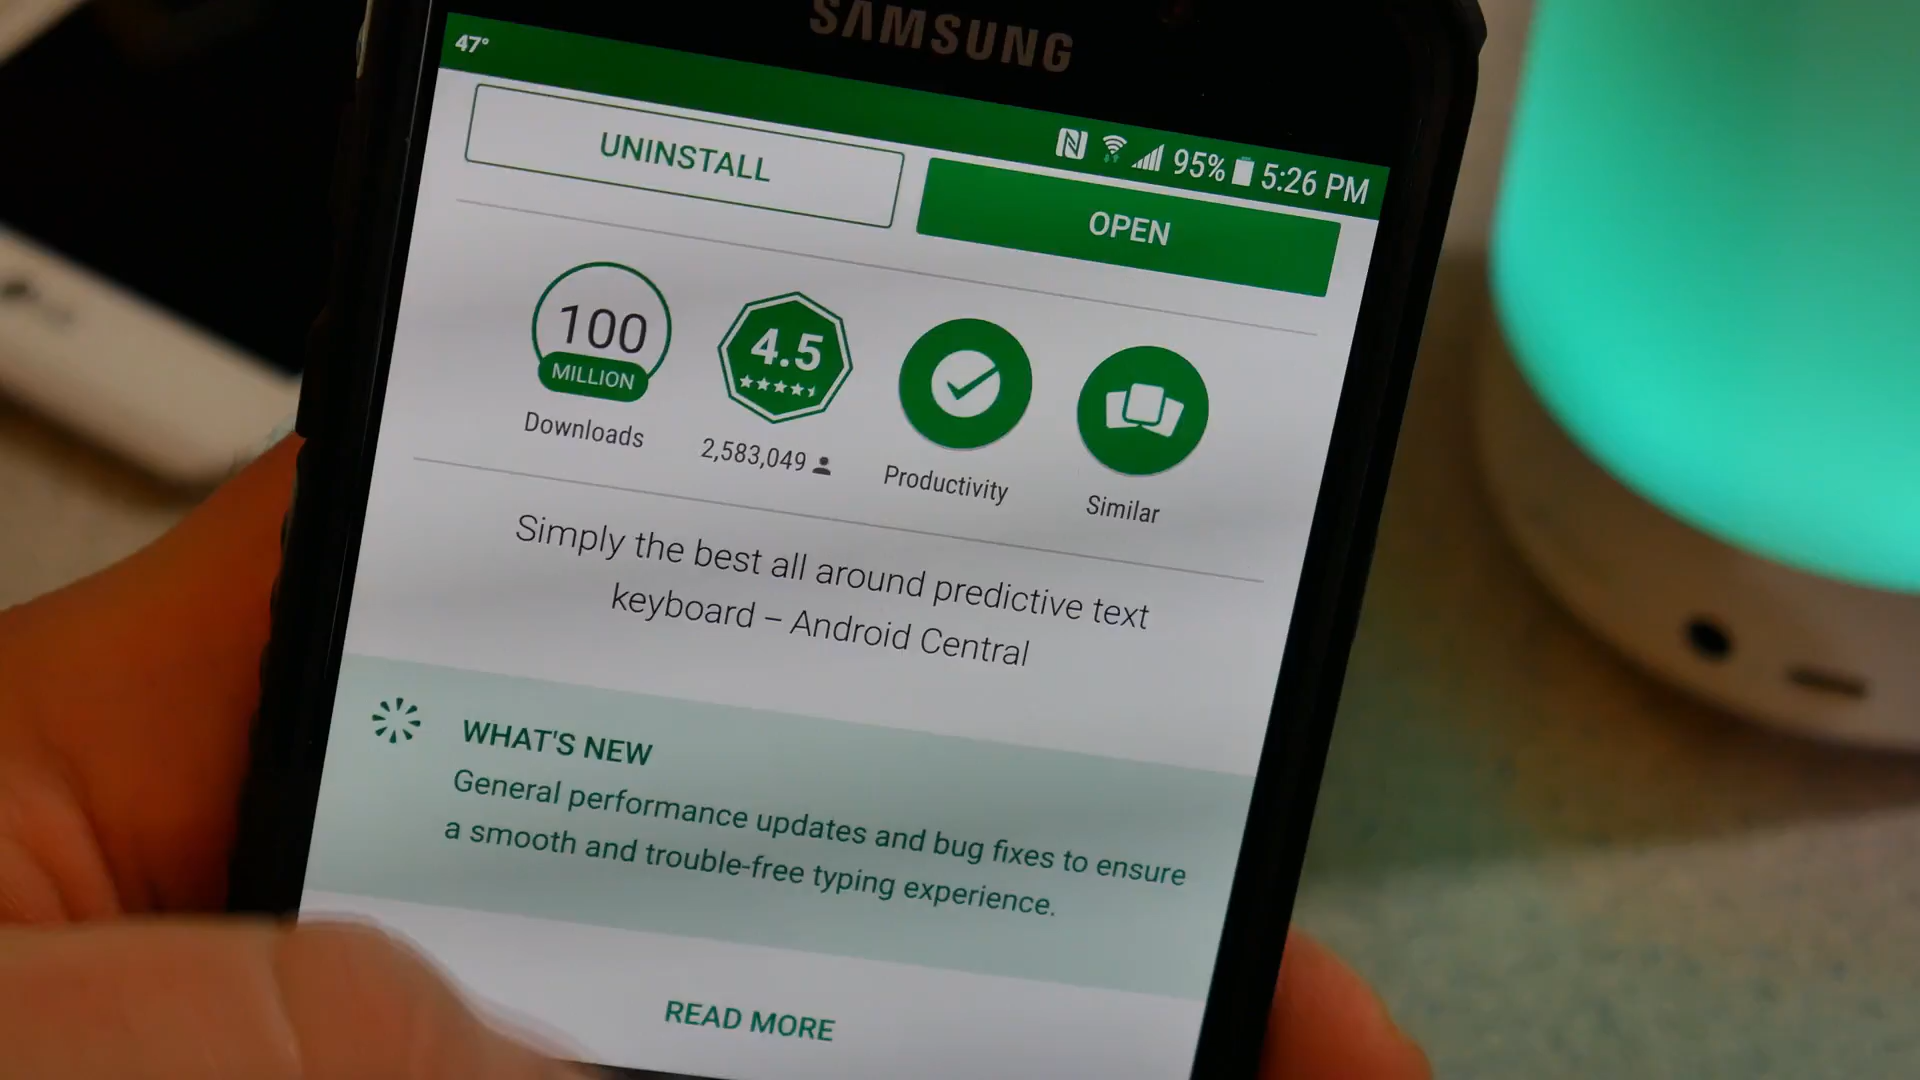 SAMSUNG
47°
95% 5:26 PM
UNINSTALL
OPEN
100
MILLION
Downloads
4.5
2,583,049
Productivity
Similar
Simply the best all around predictive text
keyboard – Android Central
WHAT'S NEW
General performance updates and bug fixes to ensure
a smooth and trouble-free typing experience.
READ MORE